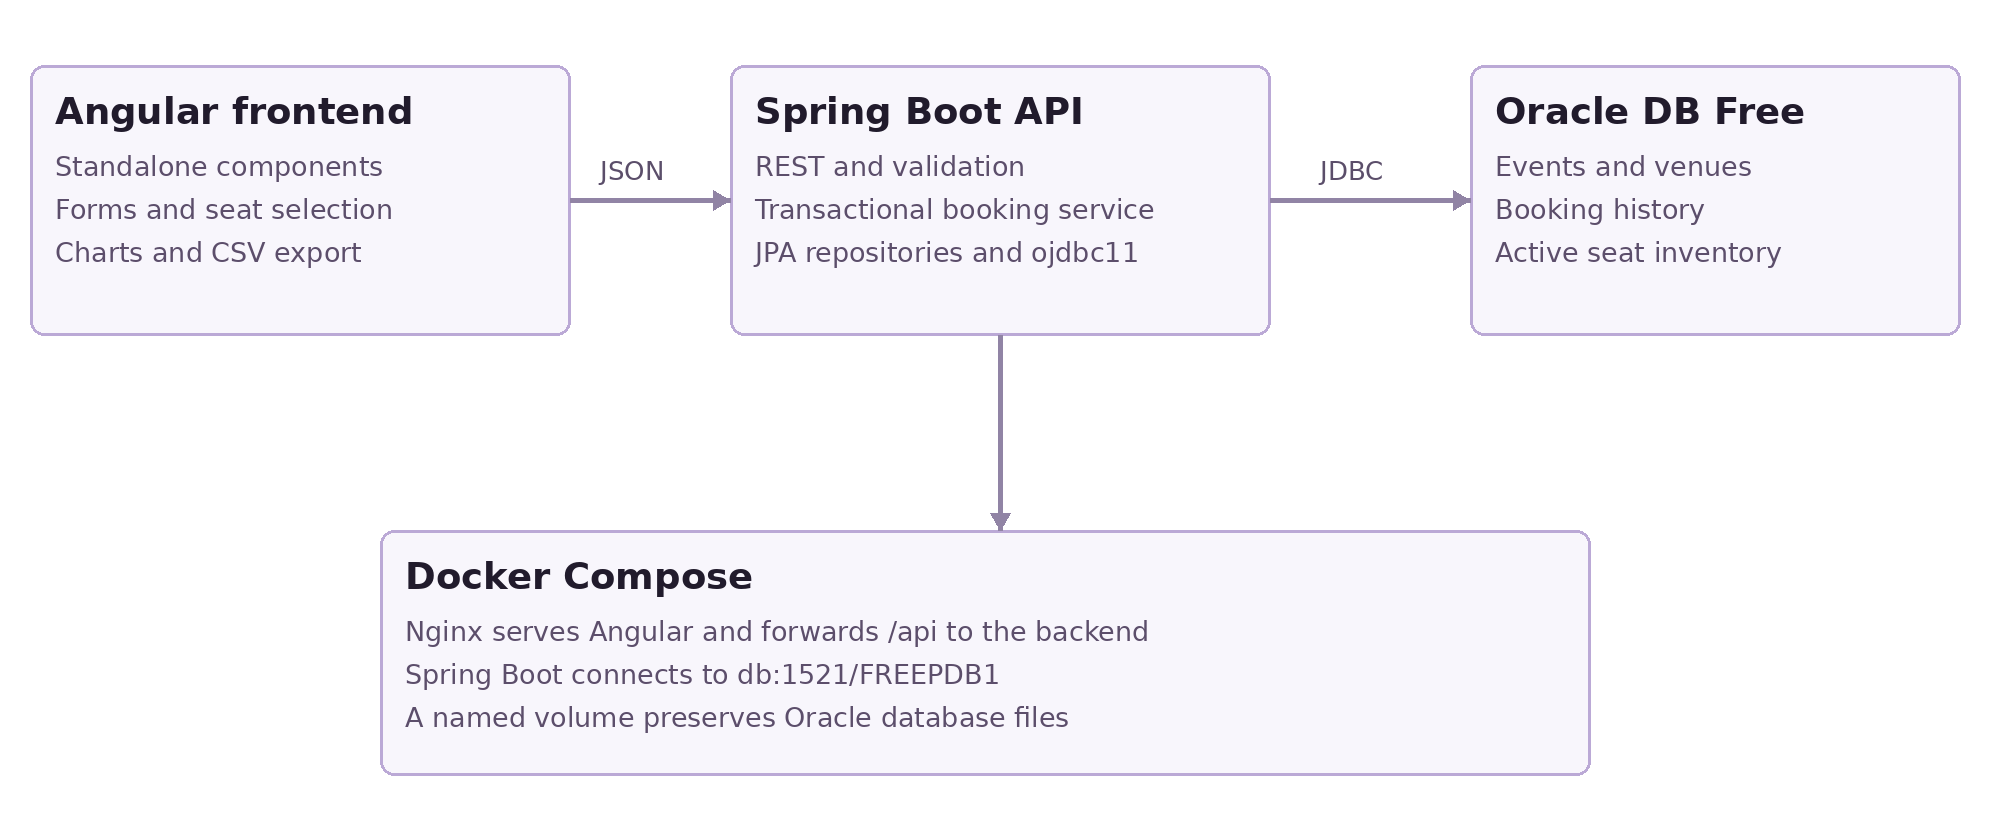 Angular frontend
Standalone components
Forms and seat selection
Charts and CSV export
JSON
Spring Boot API
REST and validation
Transactional booking service
JPA repositories and ojdbc11
JDBC
Oracle DB Free
Events and venues
Booking history
Active seat inventory
Docker Compose
Nginx serves Angular and forwards /api to the backend
Spring Boot connects to db:1521/FREEPDB1
A named volume preserves Oracle database files